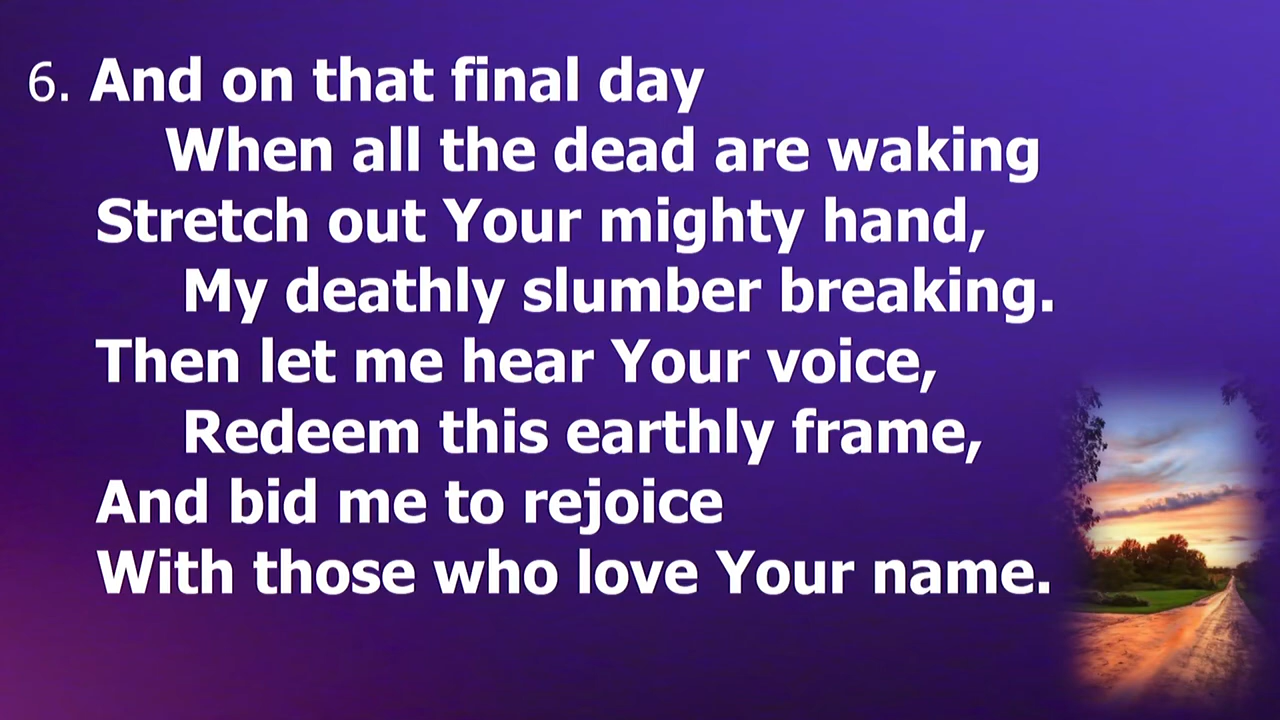 6. And on that final day
When all the dead are waking
Stretch out Your mighty hand,
My deathly slumber breaking.
Then let me hear Your voice,
Redeem this earthly frame,
And bid me to rejoice
With those who love Your name.